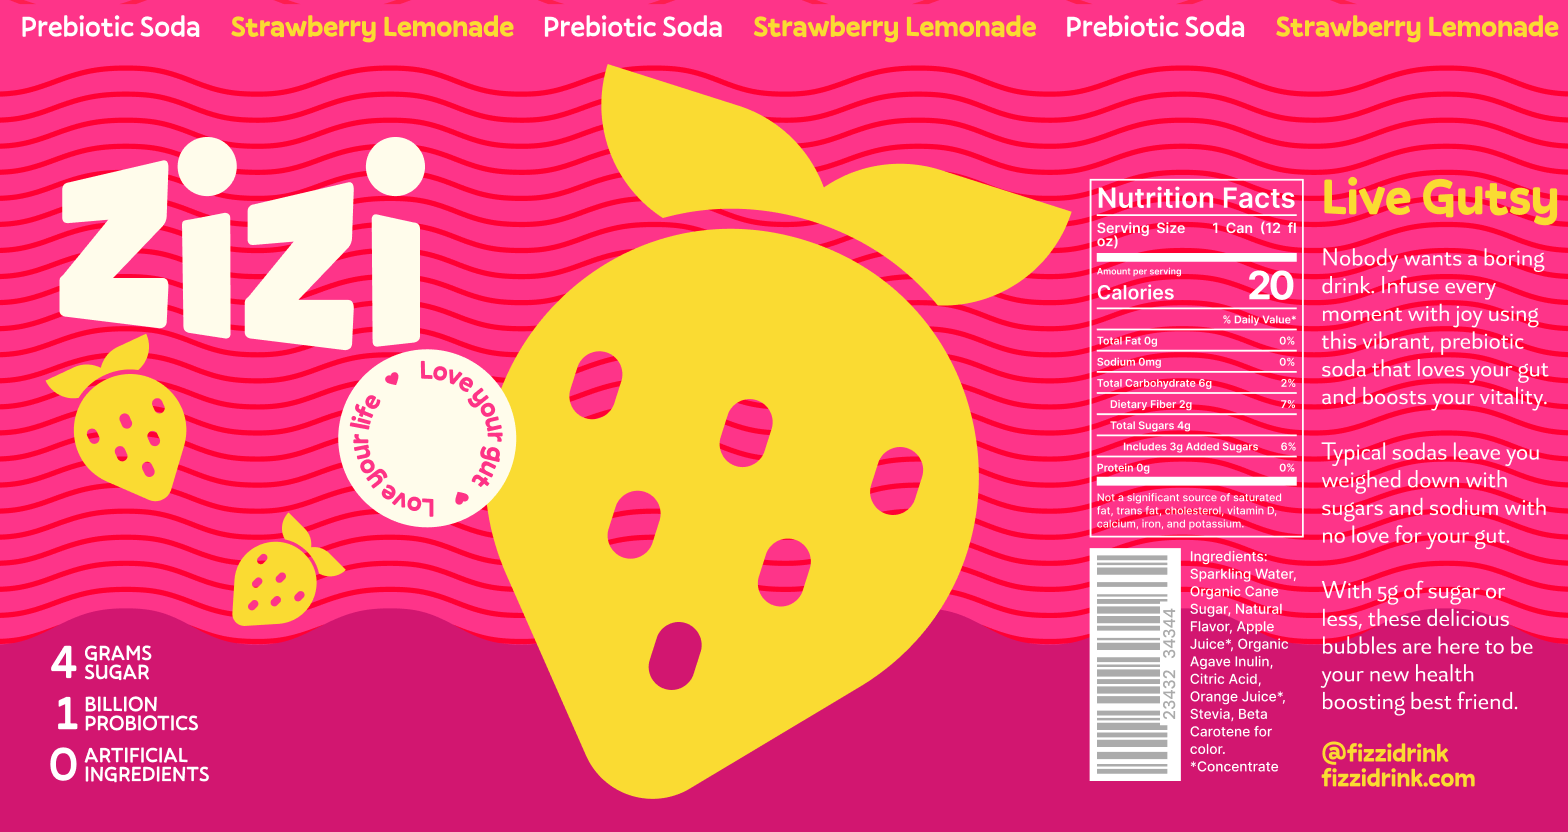 Prebiotic Soda Strawberry Lemonade Prebiotic Soda Strawberry Lemonade Prebiotic Soda Strawberry Lemonade
zizi
Love your gut
Love your life
4 GRAMS
SUGAR
1 BILLION
PROBIOTICS
0 ARTIFICIAL
INGREDIENTS
Nutrition Facts
Serving Size 1 Can (12 fl
oz)
Amount per serving
Calories 20
% Daily Value*
Total Fat 0g 0%
Sodium 0mg 0%
Total Carbohydrate 6g 2%
Dietary Fiber 2g 7%
Total Sugars 4g
Includes 3g Added Sugars 6%
Protein 0g 0%
Not a significant source of saturated
fat, trans fat, cholesterol, vitamin D,
calcium, iron, and potassium.
23432 34344
Ingredients:
Sparkling Water,
Organic Cane
Sugar, Natural
Flavor, Apple
Juice*, Organic
Agave Inulin,
Citric Acid,
Orange Juice*,
Stevia, Beta
Carotene for
color.
*Concentrate
Live Gutsy
Nobody wants a boring
drink. Infuse every
moment with joy using
this vibrant, prebiotic
soda that loves your gut
and boosts your vitality.
Typical sodas leave you
weighed down with
sugars and sodium with
no love for your gut.
With 5g of sugar or
less, these delicious
bubbles are here to be
your new health
boosting best friend.
@fizzidrink
fizzidrink.com